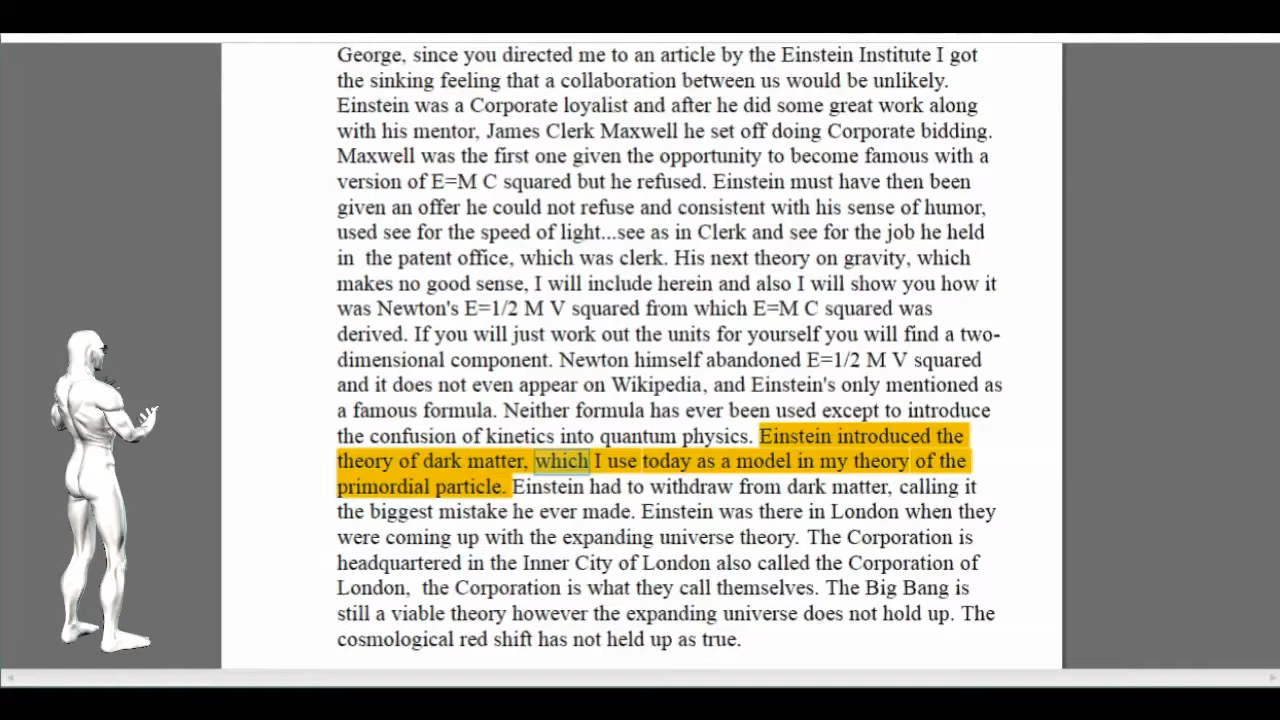 George, since you directed me to an article by the Einstein Institute I got
the sinking feeling that a collaboration between us would be unlikely.
Einstein was a Corporate loyalist and after he did some great work along
with his mentor, James Clerk Maxwell he set off doing Corporate bidding.
Maxwell was the first one given the opportunity to become famous with a
version of E=M C squared but he refused. Einstein must have then been
given an offer he could not refuse and consistent with his sense of humor,
used see for the speed of light...see as in Clerk and see for the job he held
in  the patent office, which was clerk. His next theory on gravity, which
makes no good sense, I will include herein and also I will show you how it
was Newton's E=1/2 M V squared from which E=M C squared was
derived. If you will just work out the units for yourself you will find a two-
dimensional component. Newton himself abandoned E=1/2 M V squared
and it does not even appear on Wikipedia, and Einstein's only mentioned as
a famous formula. Neither formula has ever been used except to introduce
the confusion of kinetics into quantum physics. Einstein introduced the
theory of dark matter, which I use today as a model in my theory of the
primordial particle. Einstein had to withdraw from dark matter, calling it
the biggest mistake he ever made. Einstein was there in London when they
were coming up with the expanding universe theory. The Corporation is
headquartered in the Inner City of London also called the Corporation of
London,  the Corporation is what they call themselves. The Big Bang is
still a viable theory however the expanding universe does not hold up. The
cosmological red shift has not held up as true.